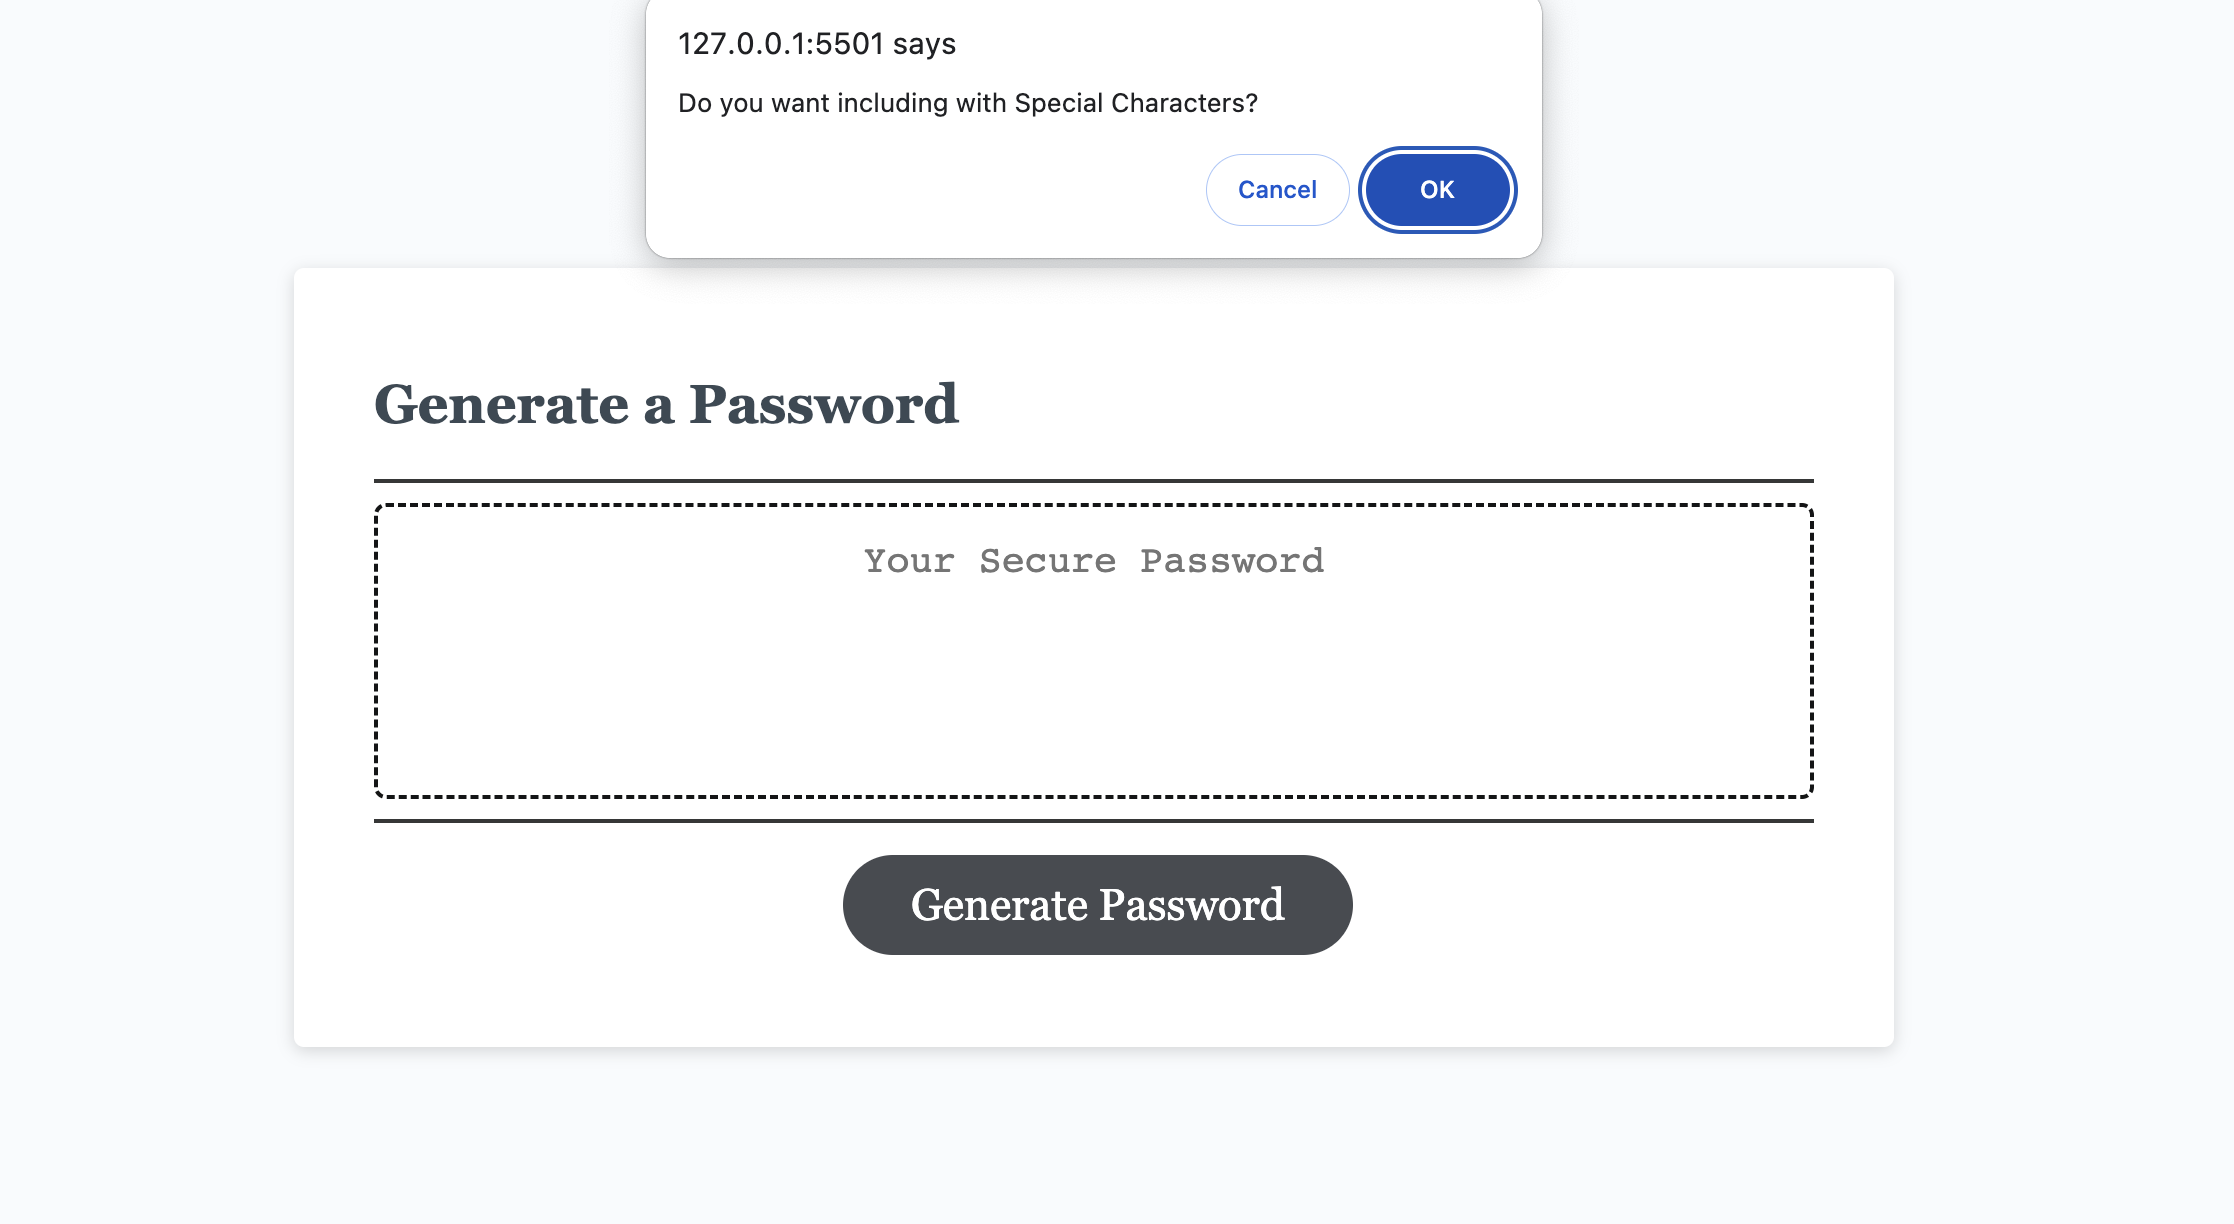 127.0.0.1:5501 says
Do you want including with Special Characters?
Cancel
OK
Generate a Password
Your Secure Password
Generate Password